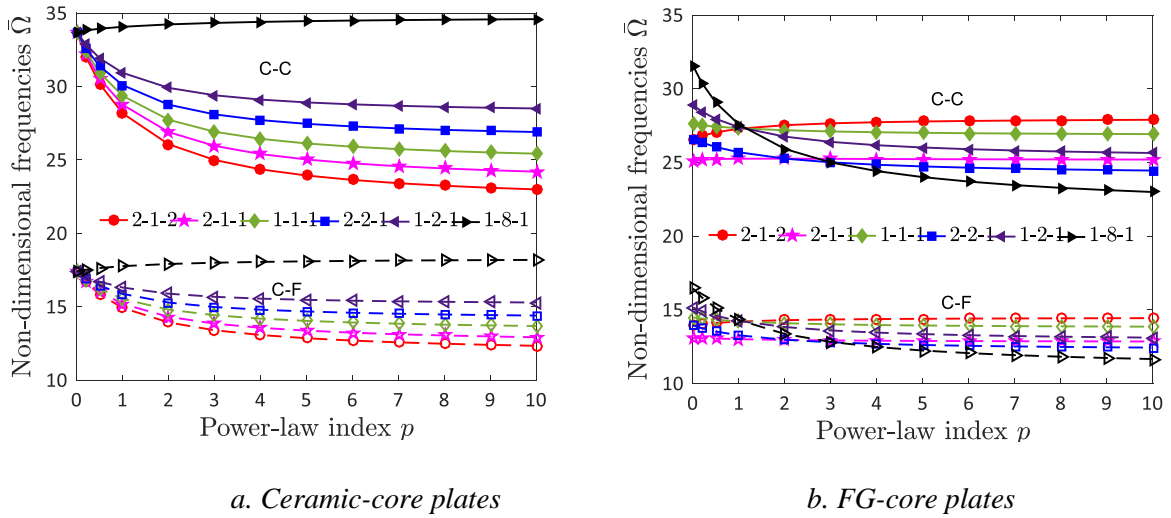 Non-dimensional frequencies Ω̄
35
30
25
20
15
10
C-C
2-1-2 2-1-1 1-1-1 2-2-1 1-2-1 1-8-1
C-F
0 1 2 3 4 5 6 7 8 9 10
Power-law index p
a. Ceramic-core plates
Non-dimensional frequencies Ω̄
35
30
25
20
15
10
C-C
2-1-2 2-1-1 1-1-1 2-2-1 1-2-1 1-8-1
C-F
0 1 2 3 4 5 6 7 8 9 10
Power-law index p
b. FG-core plates